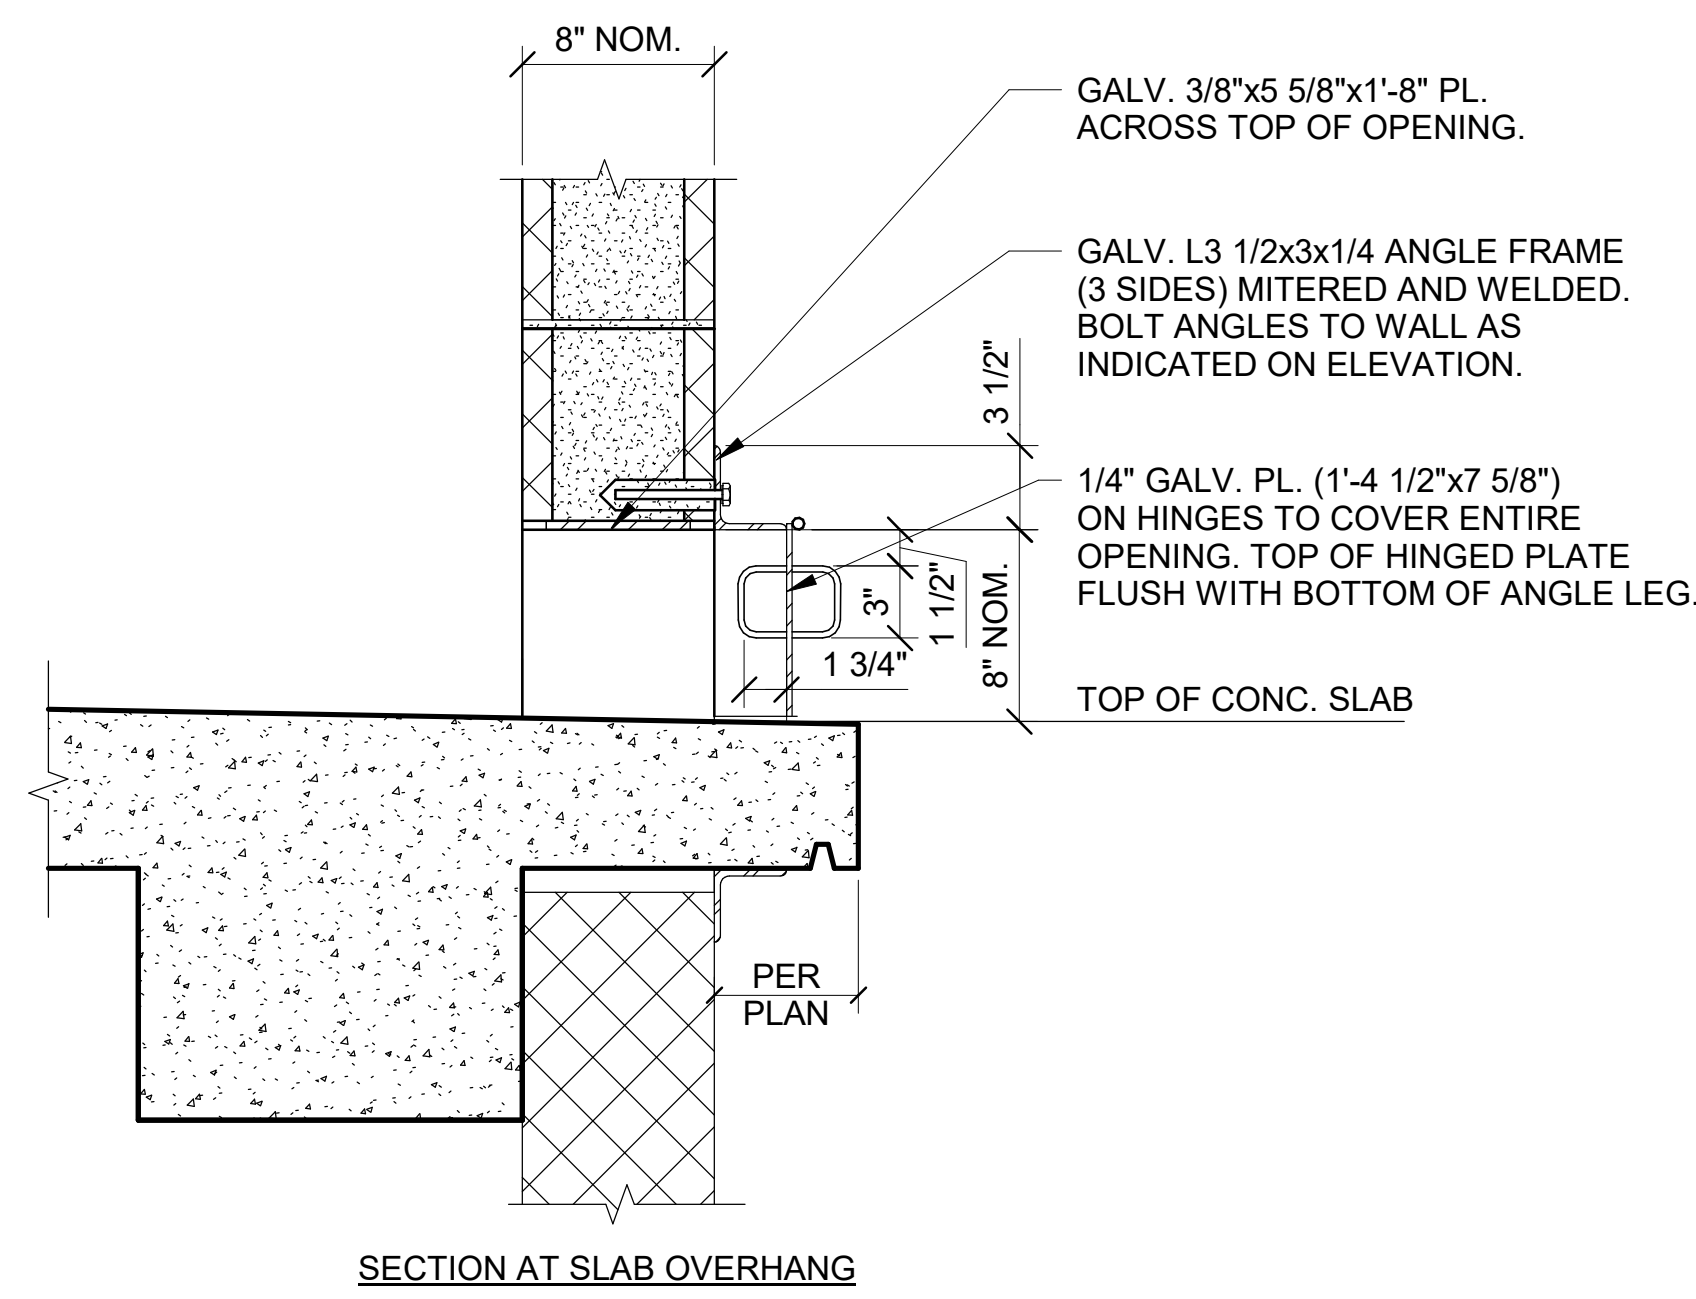 8" NOM.
GALV. 3/8"x5 5/8"x1'-8" PL.
ACROSS TOP OF OPENING.
GALV. L3 1/2x3x1/4 ANGLE FRAME
(3 SIDES) MITERED AND WELDED.
BOLT ANGLES TO WALL AS
INDICATED ON ELEVATION.
3 1/2"
1/4" GALV. PL. (1'-4 1/2"x7 5/8")
ON HINGES TO COVER ENTIRE
OPENING. TOP OF HINGED PLATE
FLUSH WITH BOTTOM OF ANGLE LEG.
3"
1 1/2"
8" NOM.
1 3/4"
TOP OF CONC. SLAB
PER
PLAN
SECTION AT SLAB OVERHANG